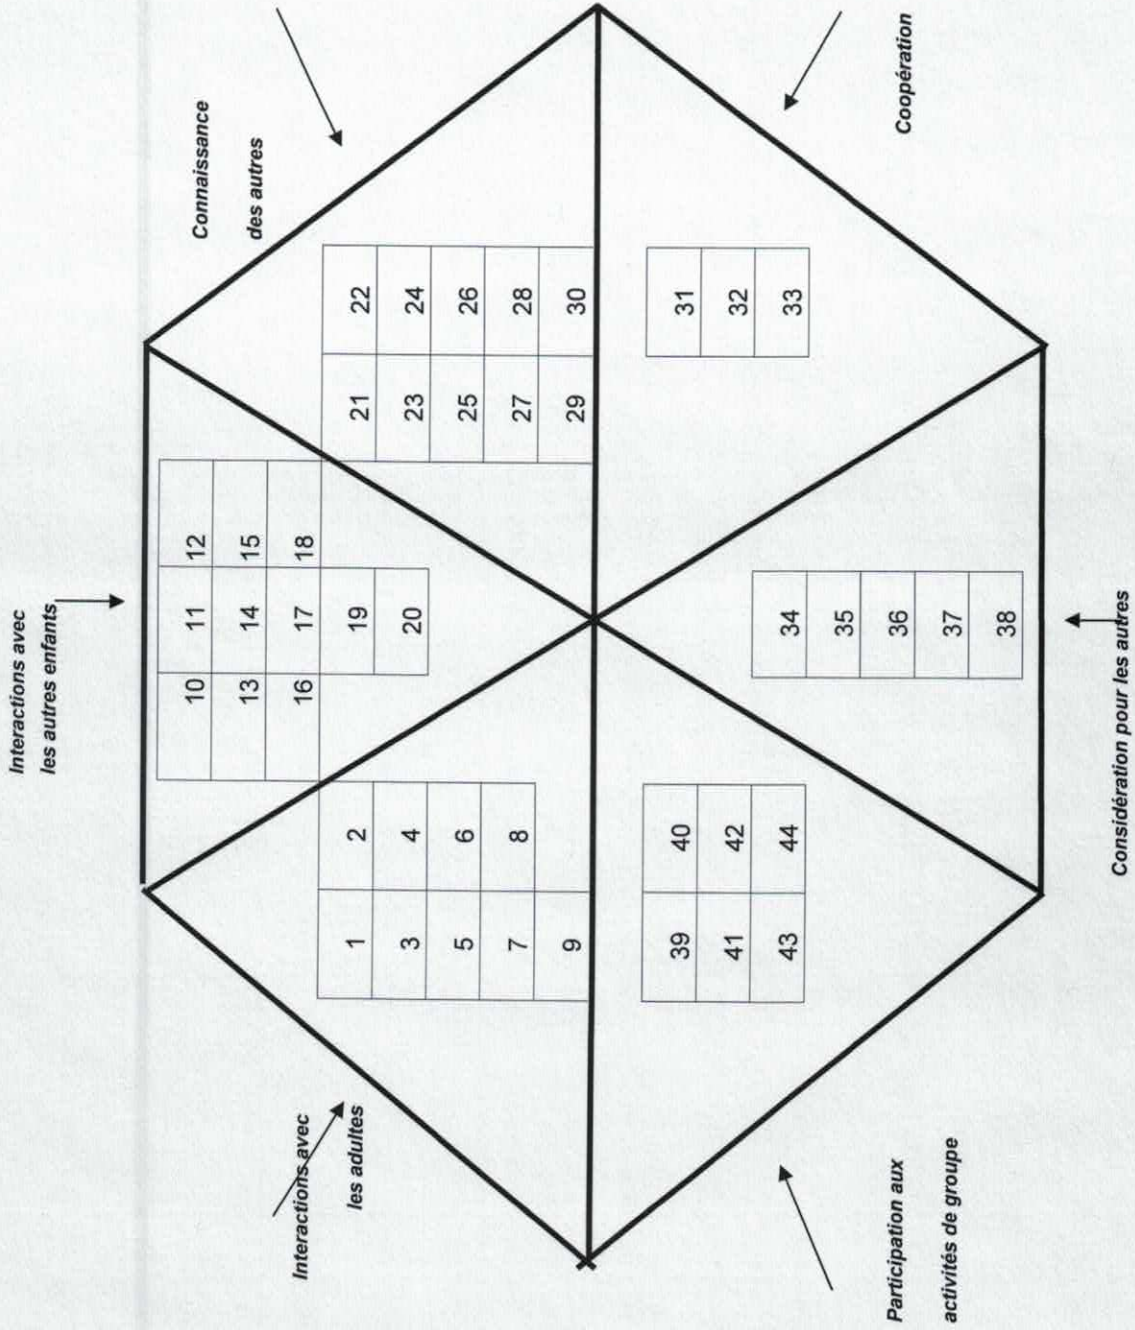 Interactions avec
les autres enfants
Connaissance
des autres
Interactions avec
les adultes
10 11 12
13 14 15
16 17 18
19
20
1 2
3 4
5 6
7 8
9
21 22
23 24
25 26
27 28
29 30
39 40
41 42
43 44
34
35
36
37
38
31
32
33
Participation aux
activités de groupe
Coopération
Considération pour les autres